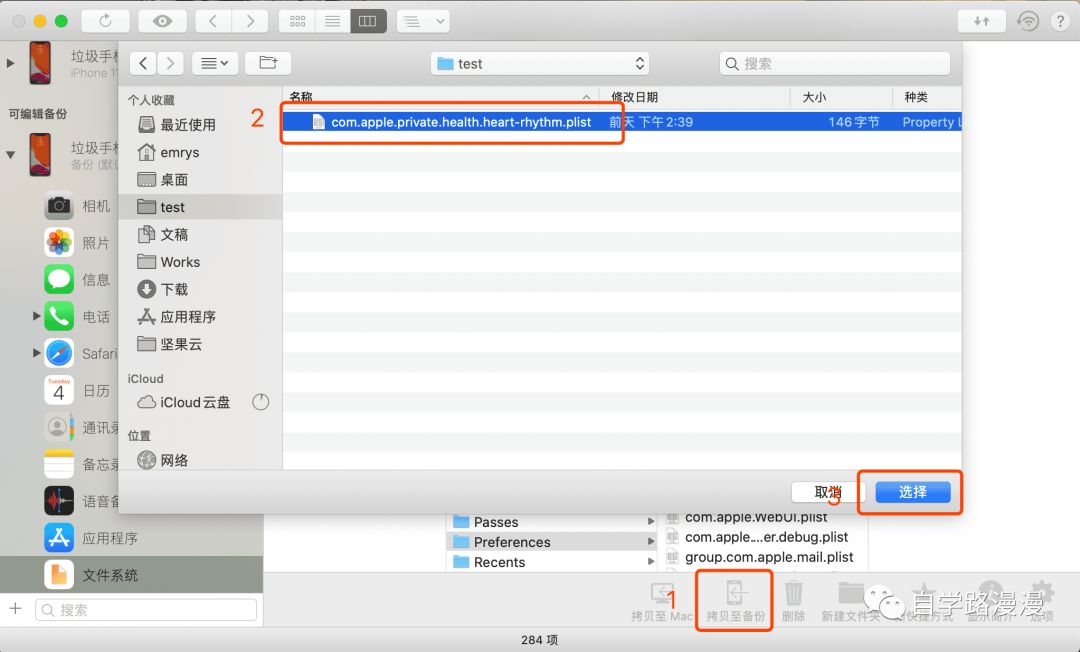 垃圾手机
iPhone 1
可编辑备份
垃圾手机
备份 (默认
相机
照片
信息
电话
Safari
Tuesday
4
日历
通讯录
备忘录
语音备
应用程序
文件系统
搜索
test
搜索
个人收藏
最近使用
emrys
桌面
test
文稿
Works
下载
应用程序
坚果云
iCloud
iCloud 云盘
位置
网络
名称
修改日期
大小
种类
2
com.apple.private.health.heart-rhythm.plist
前天 下午2:39
146 字节
Property L
取消
3
选择
Passes
Preferences
Recents
com.apple.WebUI.plist
com.apple....er.debug.plist
group.com.apple.mail.plist
1
拷贝至 Mac
拷贝至备份
删除
新建文件夹
快捷方式
显示简介
选项
自学路漫漫
284 项